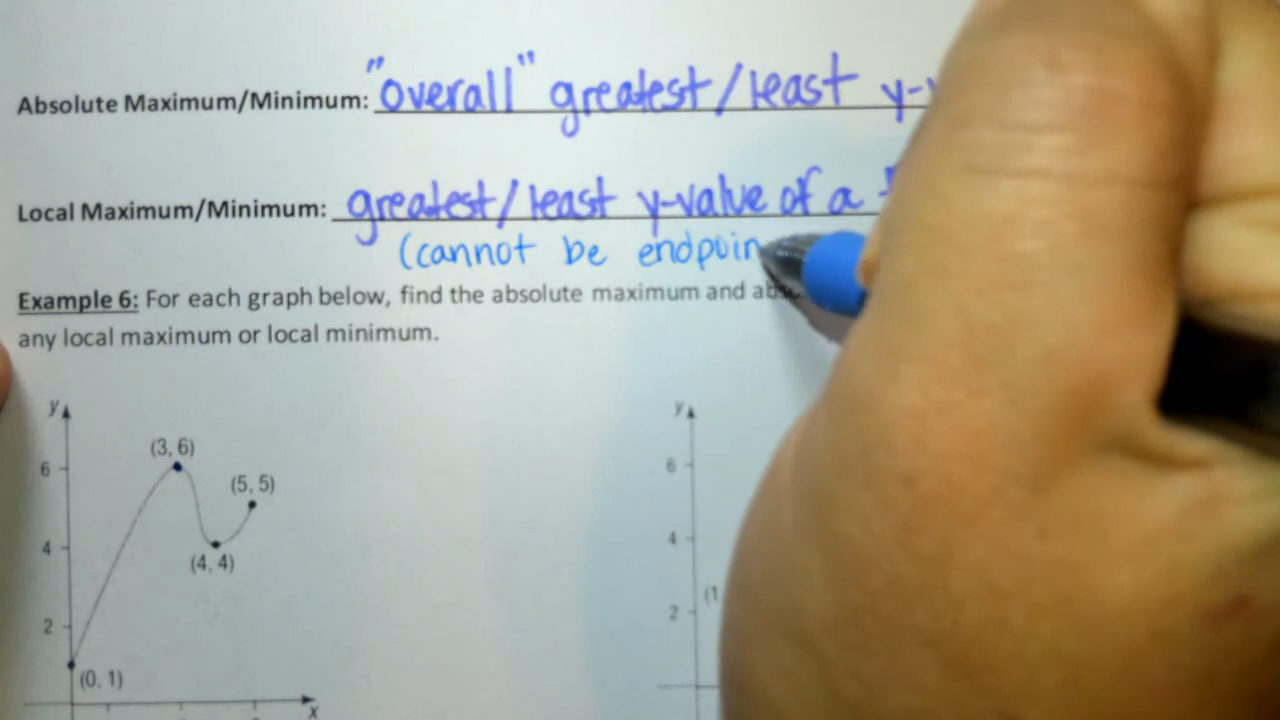 Absolute Maximum/Minimum: "overall" greatest/least y-
Local Maximum/Minimum: greatest/least y-value of a
(cannot be endpoin
Example 6: For each graph below, find the absolute maximum and
any local maximum or local minimum.
y
6
4
2
(3, 6)
(5, 5)
(4, 4)
(0, 1)
x
y
6
4
2
(1